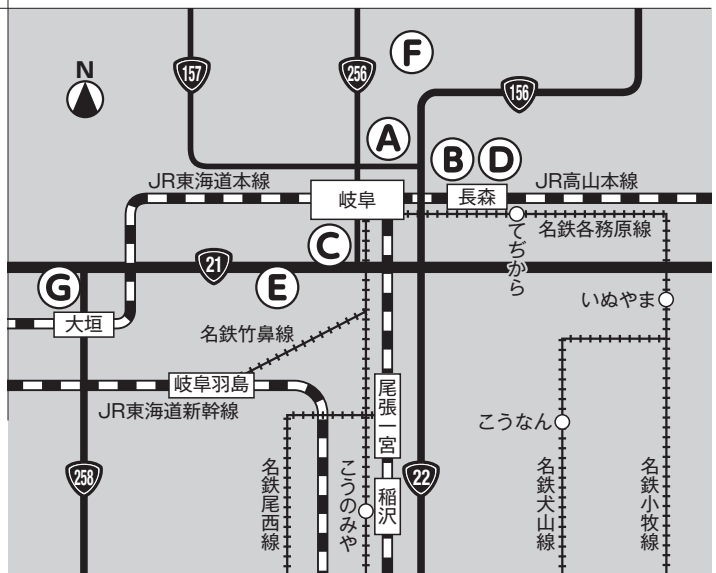 F
N
157
256
156
A
B
D
JR東海道本線
JR高山本線
岐阜
長森
てぢから
名鉄各務原線
C
21
G
E
いぬやま
大垣
名鉄竹鼻線
岐阜羽島
JR東海道新幹線
尾張一宮
こうなん
258
名鉄尾西線
こうのみや
稲沢
22
名鉄犬山線
名鉄小牧線